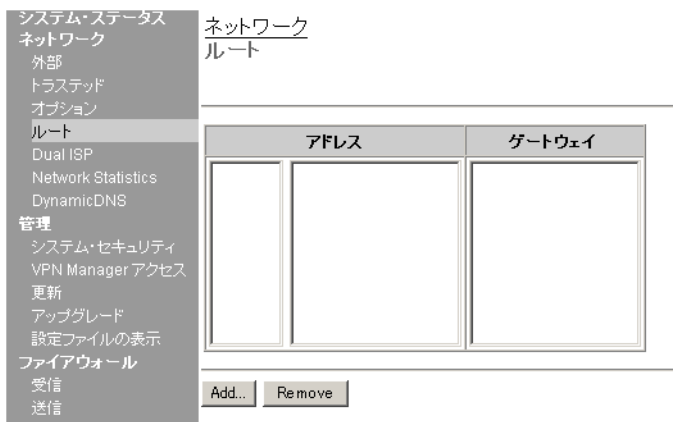 システム・ステータス
ネットワーク
外部
トラステッド
オプション
ルート
Dual ISP
Network Statistics
DynamicDNS
管理
システム・セキュリティ
VPN Manager アクセス
更新
アップグレード
設定ファイルの表示
ファイアウォール
受信
送信
ネットワーク
ルート
アドレス ゲートウェイ
Add... Remove